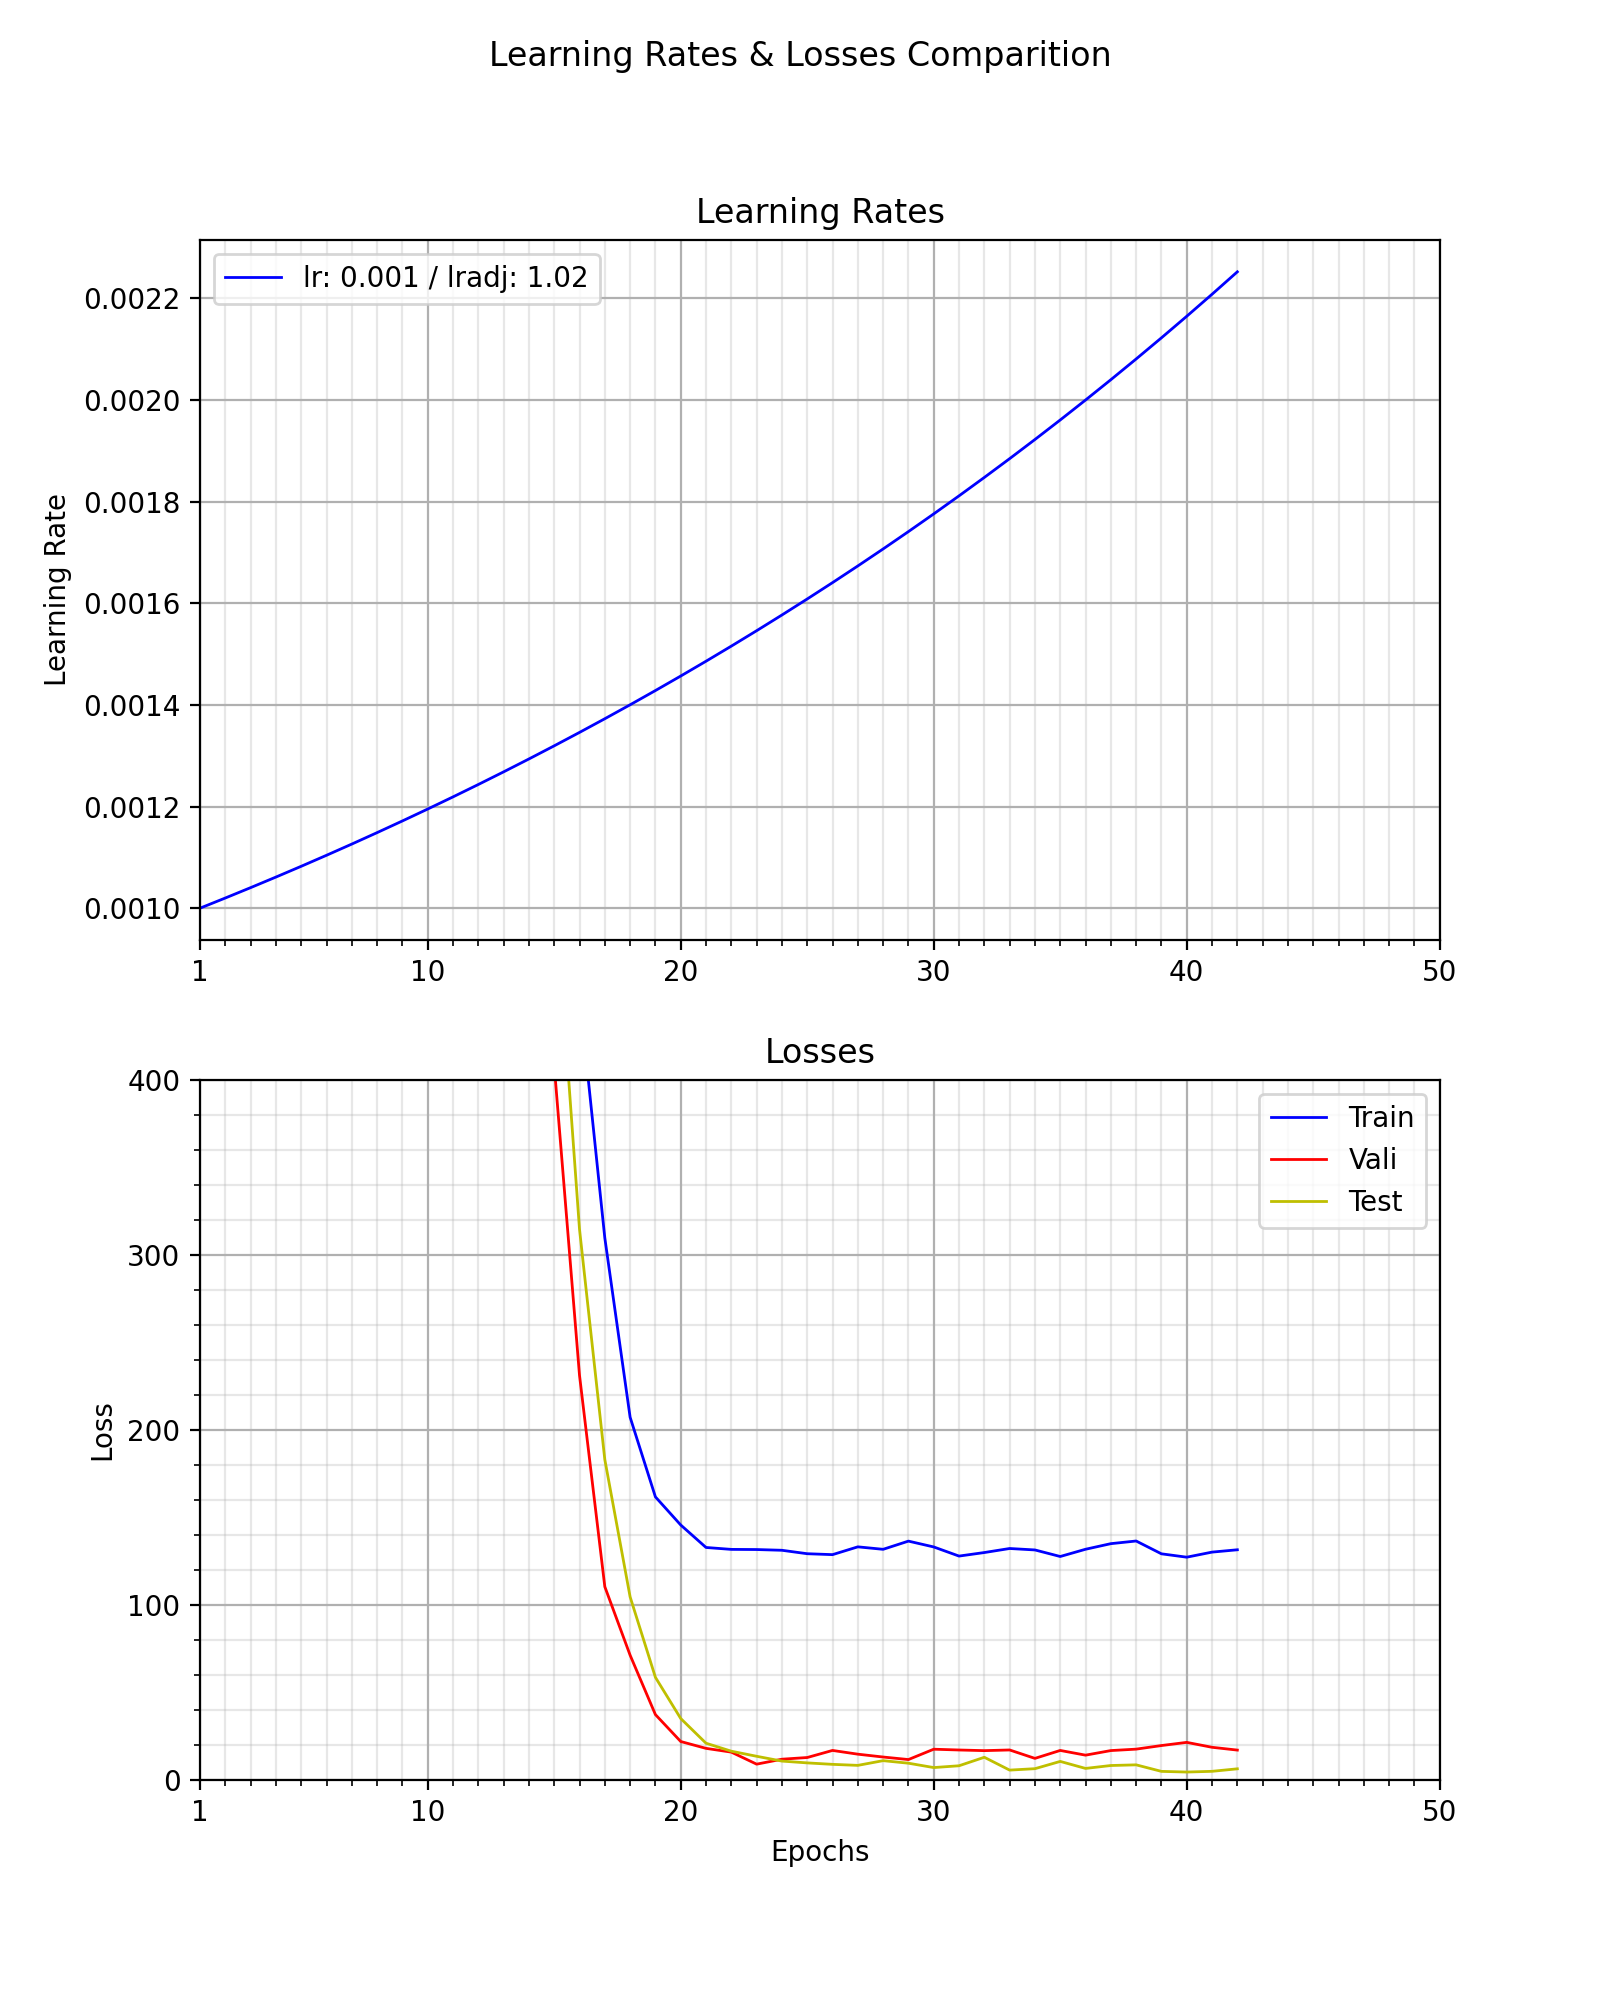 Learning Rates & Losses Comparition
Learning Rates
lr: 0.001 / lradj: 1.02
Learning Rate
0.0022
0.0020
0.0018
0.0016
0.0014
0.0012
0.0010
1 10 20 30 40 50
Losses
Train
Vali
Test
Loss
400
300
200
100
0
1 10 20 30 40 50
Epochs